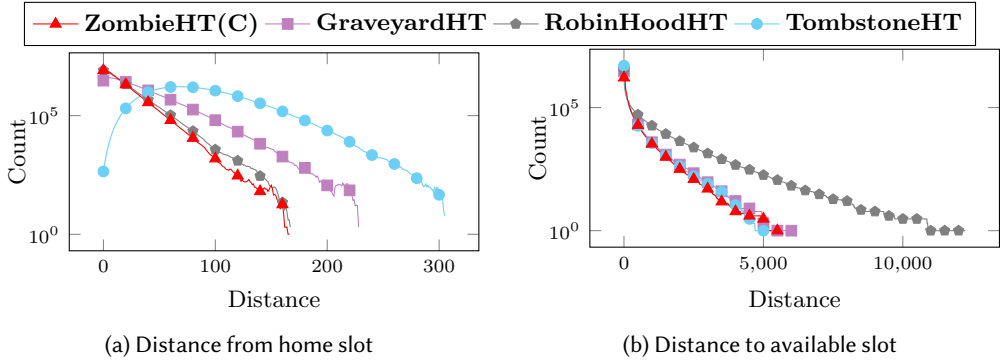 ZombieHT(C) GraveyardHT RobinHoodHT TombstoneHT
10^5
10^0
Count
0 100 200 300
Distance
(a) Distance from home slot
10^5
10^0
Count
0 5,000 10,000
Distance
(b) Distance to available slot